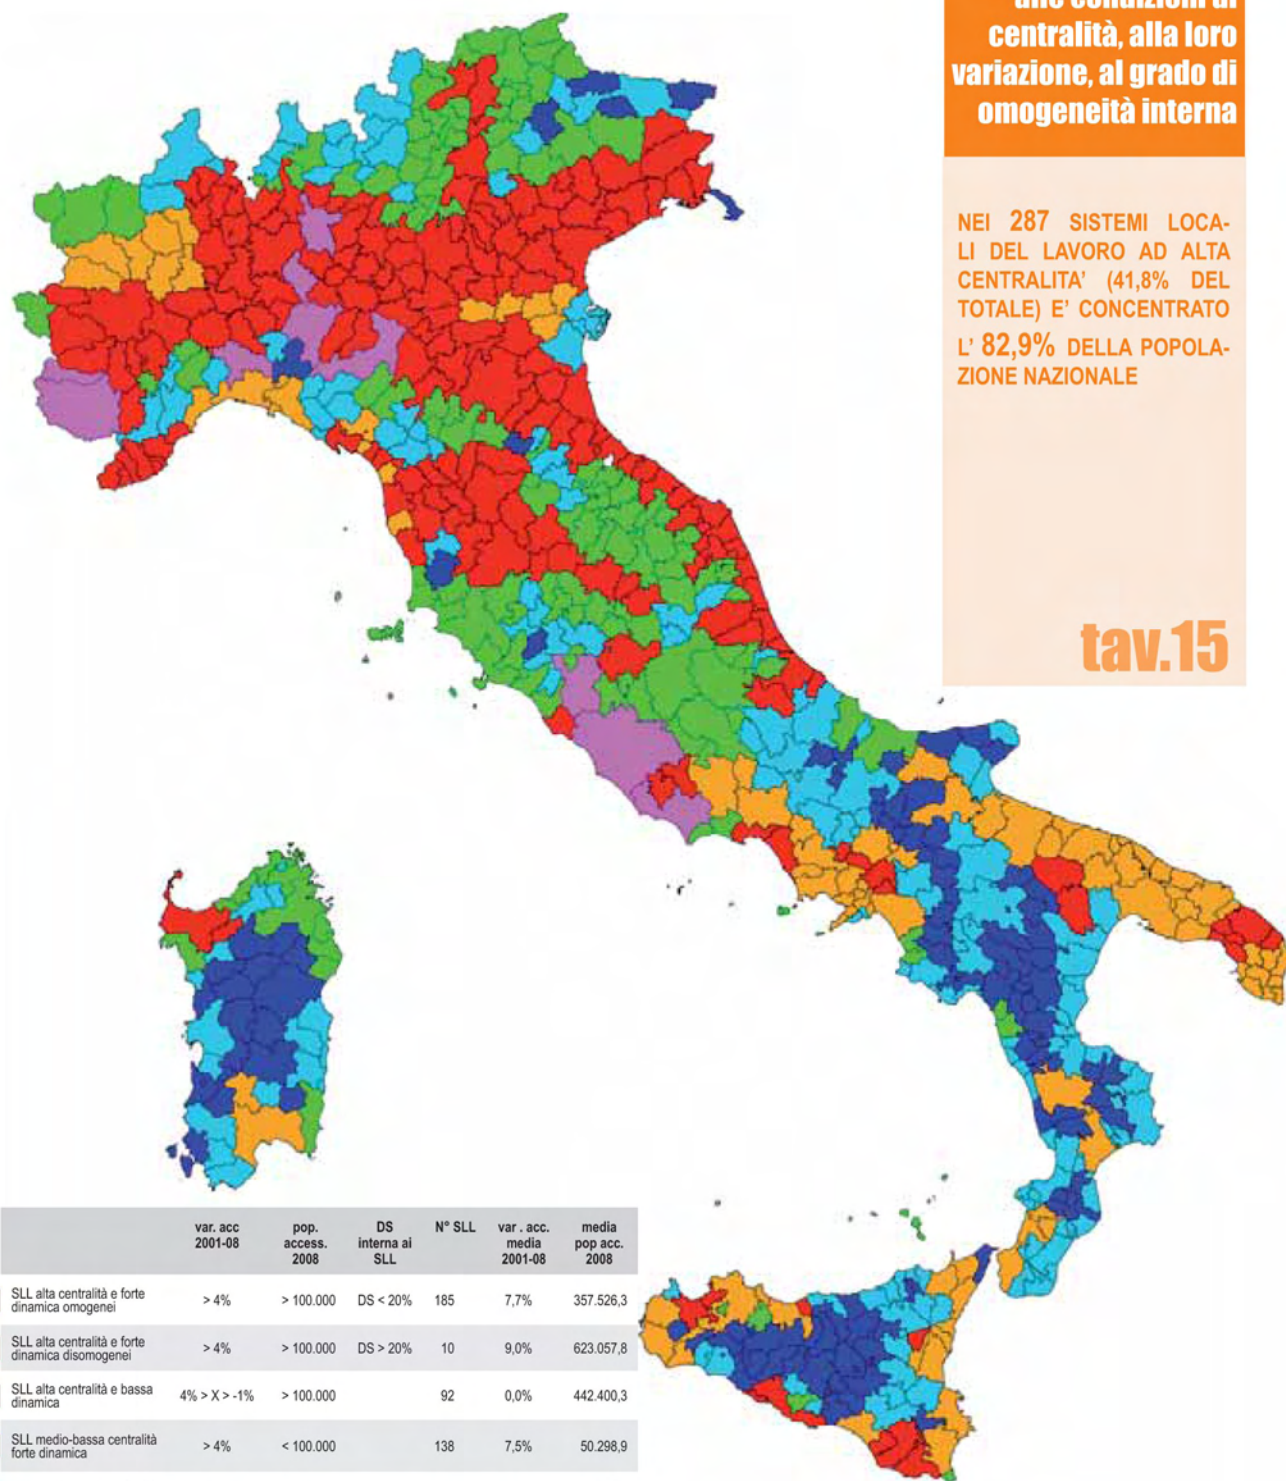 alle condizioni di
centralità, alla loro
variazione, al grado di
omogeneità interna
NEI 287 SISTEMI LOCA-
LI DEL LAVORO AD ALTA
CENTRALITA' (41,8% DEL
TOTALE) E' CONCENTRATO
L' 82,9% DELLA POPOLA-
ZIONE NAZIONALE
tav.15
var. acc 2001-08 pop. access. 2008 DS interna ai SLL N° SLL var . acc. media 2001-08 media pop acc. 2008
SLL alta centralità e forte dinamica omogenei > 4% > 100.000 DS < 20% 185 7,7% 357.526,3
SLL alta centralità e forte dinamica disomogenei > 4% > 100.000 DS > 20% 10 9,0% 623.057,8
SLL alta centralità e bassa dinamica 4% > X > -1% > 100.000 92 0,0% 442.400,3
SLL medio-bassa centralità forte dinamica > 4% < 100.000 138 7,5% 50.298,9